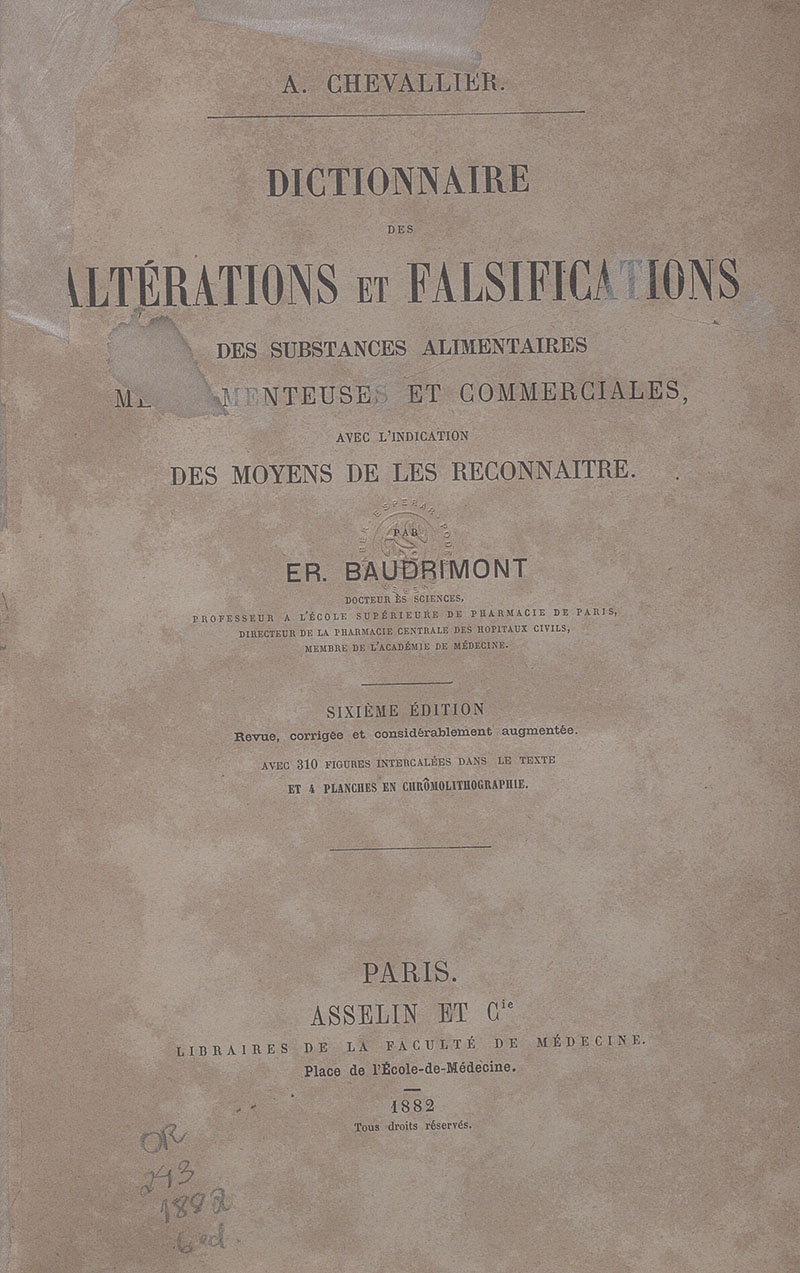 A. CHEVALLIER.
DICTIONNAIRE
DES
ALTÉRATIONS ET FALSIFICATIONS
DES SUBSTANCES ALIMENTAIRES
ET COMMERCIALES,
AVEC L'INDICATION
DES MOYENS DE LES RECONNAITRE.
PAR
ER. BAUDRIMONT
DOCTEUR ÈS SCIENCES,
PROFESSEUR A L'ÉCOLE SUPÉRIEURE DE PHARMACIE DE PARIS,
DIRECTEUR DE LA PHARMACIE CENTRALE DES HOPITAUX CIVILS,
MEMBRE DE L'ACADÉMIE DE MÉDECINE.
SIXIÈME ÉDITION
Revue, corrigée et considérablement augmentée.
AVEC 310 FIGURES INTERCALÉES DANS LE TEXTE
ET 4 PLANCHES EN CHRÔMOLITHOGRAPHIE.
PARIS.
ASSELIN ET Cie
LIBRAIRES DE LA FACULTÉ DE MÉDECINE.
Place de l'École-de-Médecine.
1882
Tous droits réservés.
OR
243
1882
6 ed.